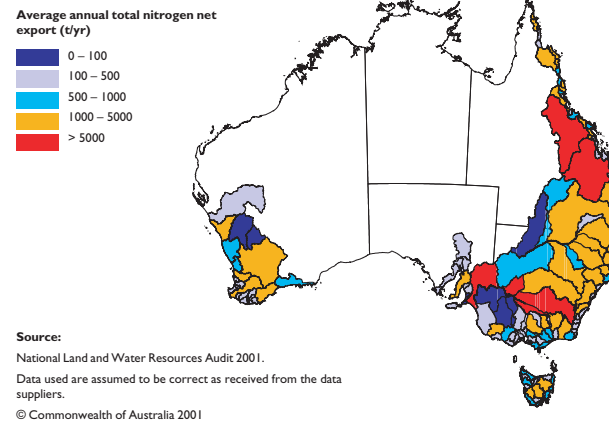 Average annual total nitrogen net
export (t/yr)
0 – 100
100 – 500
500 – 1000
1000 – 5000
> 5000
Source:
National Land and Water Resources Audit 2001.
Data used are assumed to be correct as received from the data
suppliers.
© Commonwealth of Australia 2001